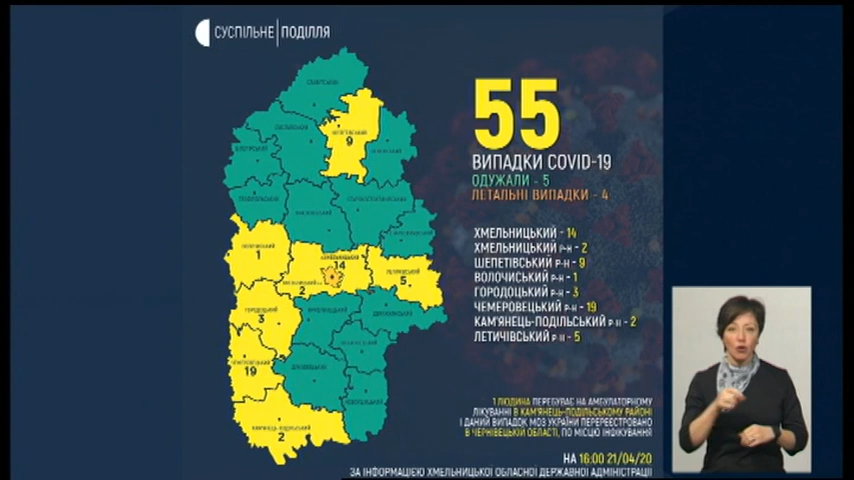 СУСПІЛЬНЕ | ПОДІЛЛЯ
55
ВИПАДКИ COVID-19
ОДУЖАЛИ - 5
ЛЕТАЛЬНІ ВИПАДКИ - 4
ХМЕЛЬНИЦЬКИЙ - 14
ХМЕЛЬНИЦЬКИЙ Р-Н - 2
ШЕПЕТІВСЬКИЙ Р-Н - 9
ВОЛОЧИСЬКИЙ Р-Н - 1
ГОРОДОЦЬКИЙ Р-Н - 3
ЧЕМЕРОВЕЦЬКИЙ Р-Н - 19
КАМ'ЯНЕЦЬ-ПОДІЛЬСЬКИЙ Р-Н - 2
ЛЕТИЧІВСЬКИЙ Р-Н - 5
9
1
14
2
5
3
19
2
1 ЛЮДИНА ПЕРЕБУВАЄ НА АМБУЛАТОРНОМУ
ЛІКУВАННІ В КАМ'ЯНЕЦЬ-ПОДІЛЬСЬКОМУ РАЙОНІ
І ДАНИЙ ВИПАДОК МОЗ УКРАЇНИ ПЕРЕРЕЄСТРОВАНО
В ЧЕРНІВЕЦЬКІЙ ОБЛАСТІ, ПО МІСЦЮ ІНФІКУВАННЯ
НА 16:00 21/04/20
ЗА ІНФОРМАЦІЄЮ ХМЕЛЬНИЦЬКОЇ ОБЛАСНОЇ ДЕРЖАВНОЇ АДМІНІСТРАЦІЇ